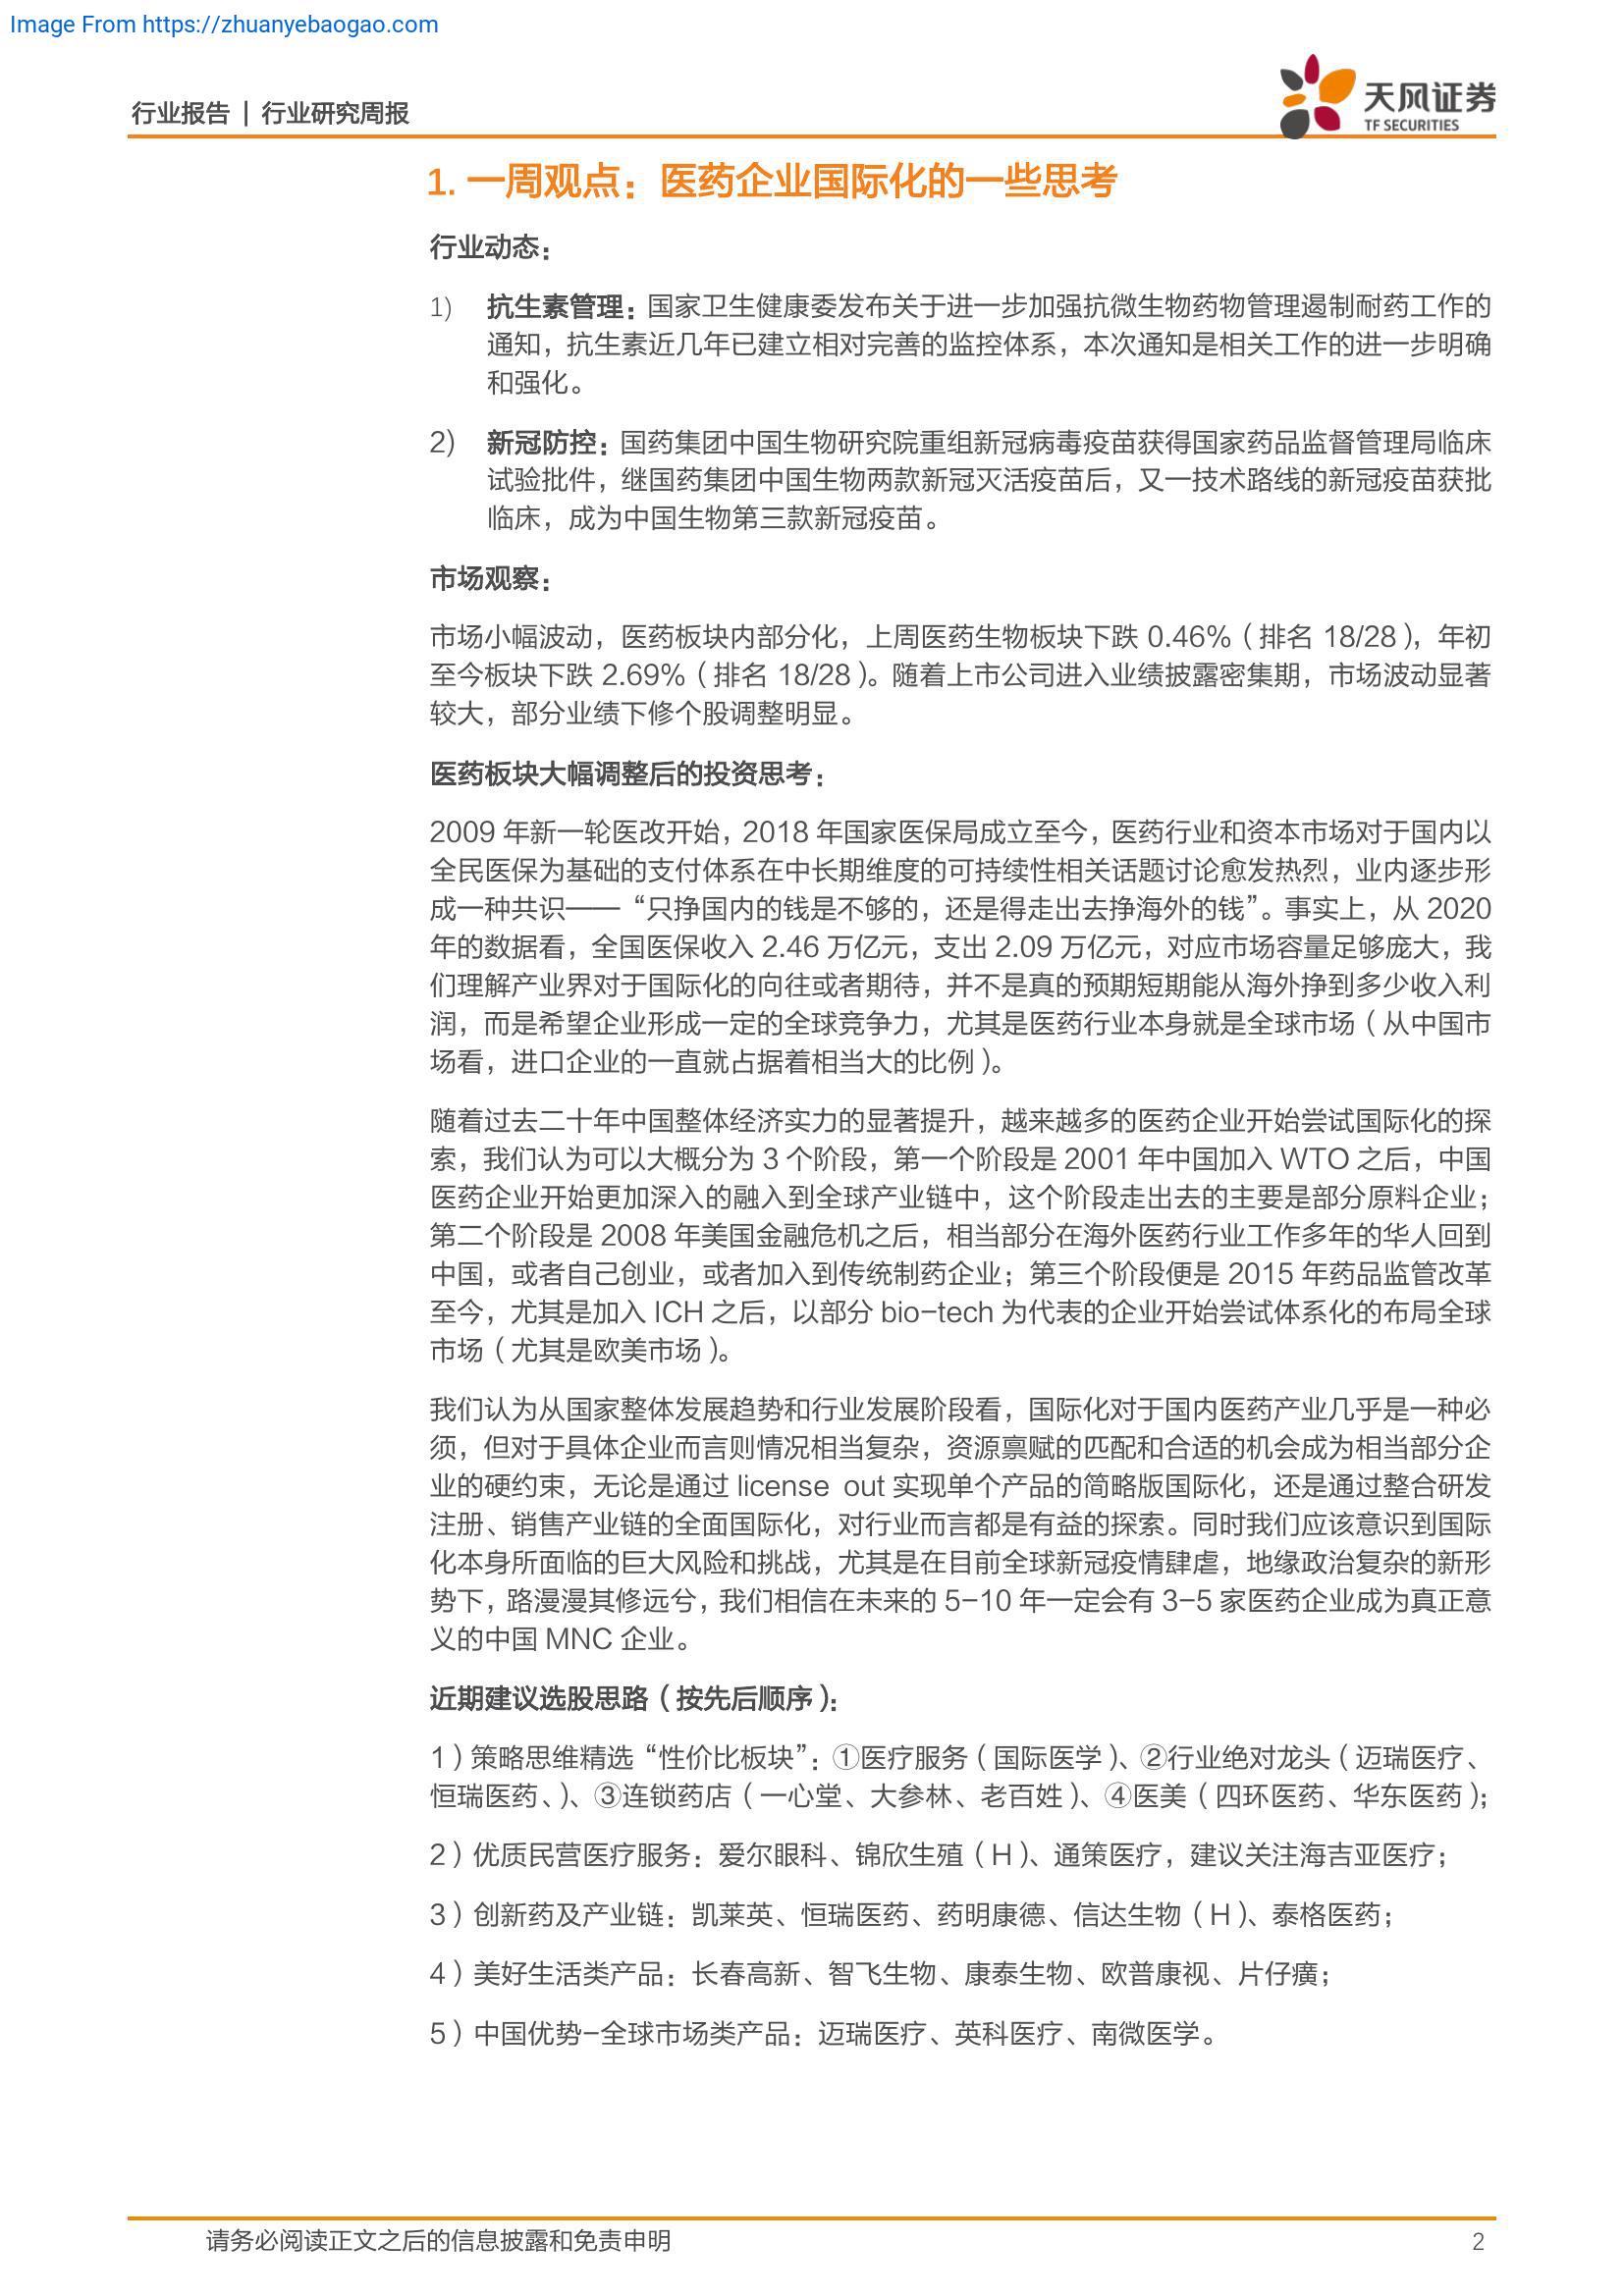 Image From https://zhuanyebaogao.com
行业报告 | 行业研究周报
天风证券
TF SECURITIES
1. 一周观点：医药企业国际化的一些思考
行业动态：
1) 抗生素管理：国家卫生健康委发布关于进一步加强抗微生物药物管理遏制耐药工作的
通知，抗生素近几年已建立相对完善的监控体系，本次通知是相关工作的进一步明确
和强化。
2) 新冠防控：国药集团中国生物研究院重组新冠病毒疫苗获得国家药品监督管理局临床
试验批件，继国药集团中国生物两款新冠灭活疫苗后，又一技术路线的新冠疫苗获批
临床，成为中国生物第三款新冠疫苗。
市场观察：
市场小幅波动，医药板块内部分化，上周医药生物板块下跌 0.46%（排名 18/28），年初
至今板块下跌 2.69%（排名 18/28）。随着上市公司进入业绩披露密集期，市场波动显著
较大，部分业绩下修个股调整明显。
医药板块大幅调整后的投资思考：
2009 年新一轮医改开始，2018 年国家医保局成立至今，医药行业和资本市场对于国内以
全民医保为基础的支付体系在中长期维度的可持续性相关话题讨论愈发热烈，业内逐步形
成一种共识——“只挣国内的钱是不够的，还是得走出去挣海外的钱”。事实上，从 2020
年的数据看，全国医保收入 2.46 万亿元，支出 2.09 万亿元，对应市场容量足够庞大，我
们理解产业界对于国际化的向往或者期待，并不是真的预期短期能从海外挣到多少收入利
润，而是希望企业形成一定的全球竞争力，尤其是医药行业本身就是全球市场（从中国市
场看，进口企业的一直就占据着相当大的比例）。
随着过去二十年中国整体经济实力的显著提升，越来越多的医药企业开始尝试国际化的探
索，我们认为可以大概分为 3 个阶段，第一个阶段是 2001 年中国加入 WTO 之后，中国
医药企业开始更加深入的融入到全球产业链中，这个阶段走出去的主要是部分原料企业；
第二个阶段是 2008 年美国金融危机之后，相当部分在海外医药行业工作多年的华人回到
中国，或者自己创业，或者加入到传统制药企业；第三个阶段便是 2015 年药品监管改革
至今，尤其是加入 ICH 之后，以部分 bio-tech 为代表的企业开始尝试体系化的布局全球
市场（尤其是欧美市场）。
我们认为从国家整体发展趋势和行业发展阶段看，国际化对于国内医药产业几乎是一种必
须，但对于具体企业而言则情况相当复杂，资源禀赋的匹配和合适的机会成为相当部分企
业的硬约束，无论是通过 license out 实现单个产品的简略版国际化，还是通过整合研发
注册、销售产业链的全面国际化，对行业而言都是有益的探索。同时我们应该意识到国际
化本身所面临的巨大风险和挑战，尤其是在目前全球新冠疫情肆虐，地缘政治复杂的新形
势下，路漫漫其修远兮，我们相信在未来的 5-10 年一定会有 3-5 家医药企业成为真正意
义的中国 MNC 企业。
近期建议选股思路（按先后顺序）：
1）策略思维精选“性价比板块”：①医疗服务（国际医学）、②行业绝对龙头（迈瑞医疗、
恒瑞医药、）、③连锁药店（一心堂、大参林、老百姓）、④医美（四环医药、华东医药）；
2）优质民营医疗服务：爱尔眼科、锦欣生殖（H）、通策医疗，建议关注海吉亚医疗；
3）创新药及产业链：凯莱英、恒瑞医药、药明康德、信达生物（H）、泰格医药；
4）美好生活类产品：长春高新、智飞生物、康泰生物、欧普康视、片仔癀；
5）中国优势-全球市场类产品：迈瑞医疗、英科医疗、南微医学。
请务必阅读正文之后的信息披露和免责申明
2